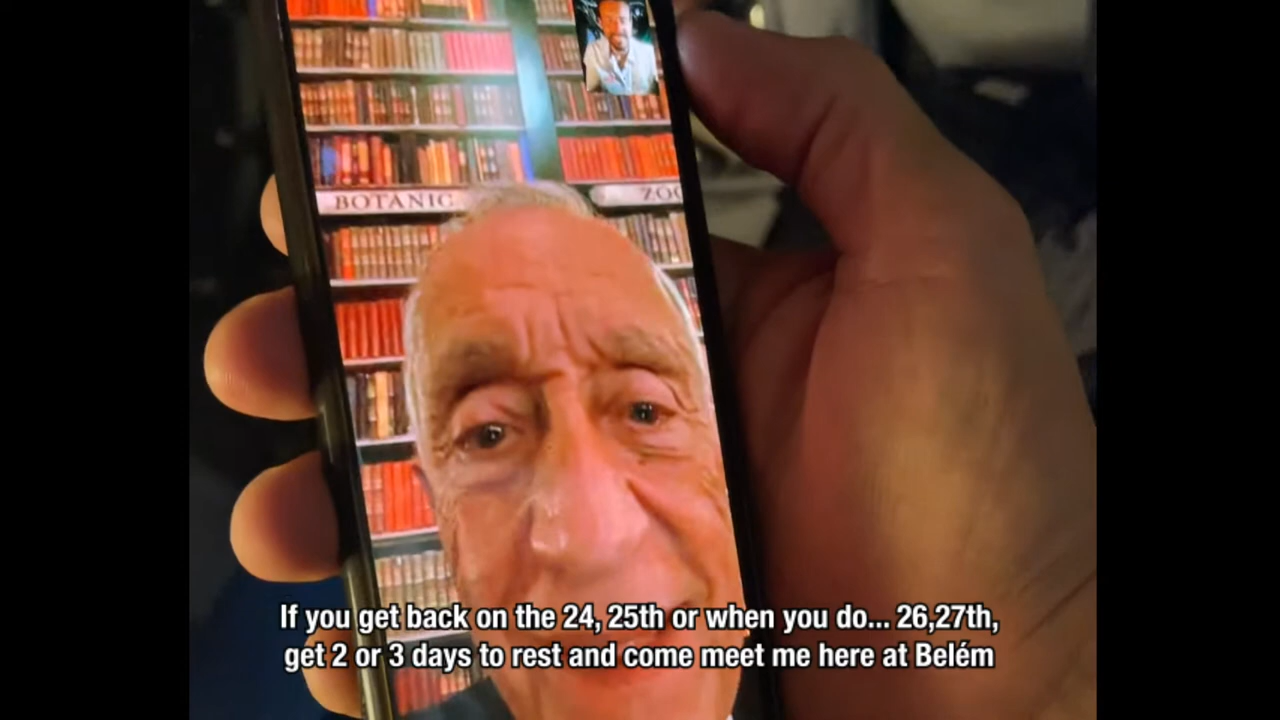 BOTANIC
ZOO
If you get back on the 24, 25th or when you do... 26,27th,
get 2 or 3 days to rest and come meet me here at Belém